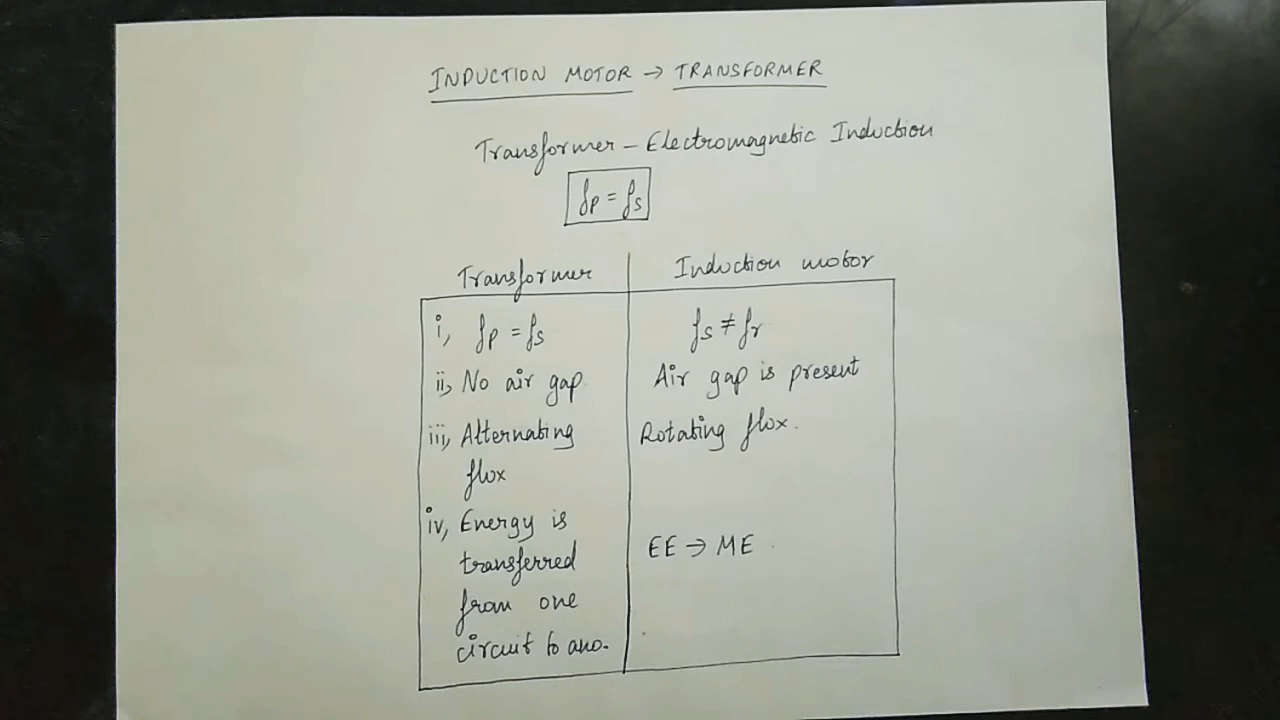 INDUCTION MOTOR → TRANSFORMER
Transformer – Electromagnetic Induction
fp = fs
Transformer
Induction motor
i, fp = fs
fs ≠ fr
ii, No air gap
Air gap is present
iii, Alternating
flux
Rotating flux.
iv, Energy is
transferred
from one
circuit to ano.
EE → ME